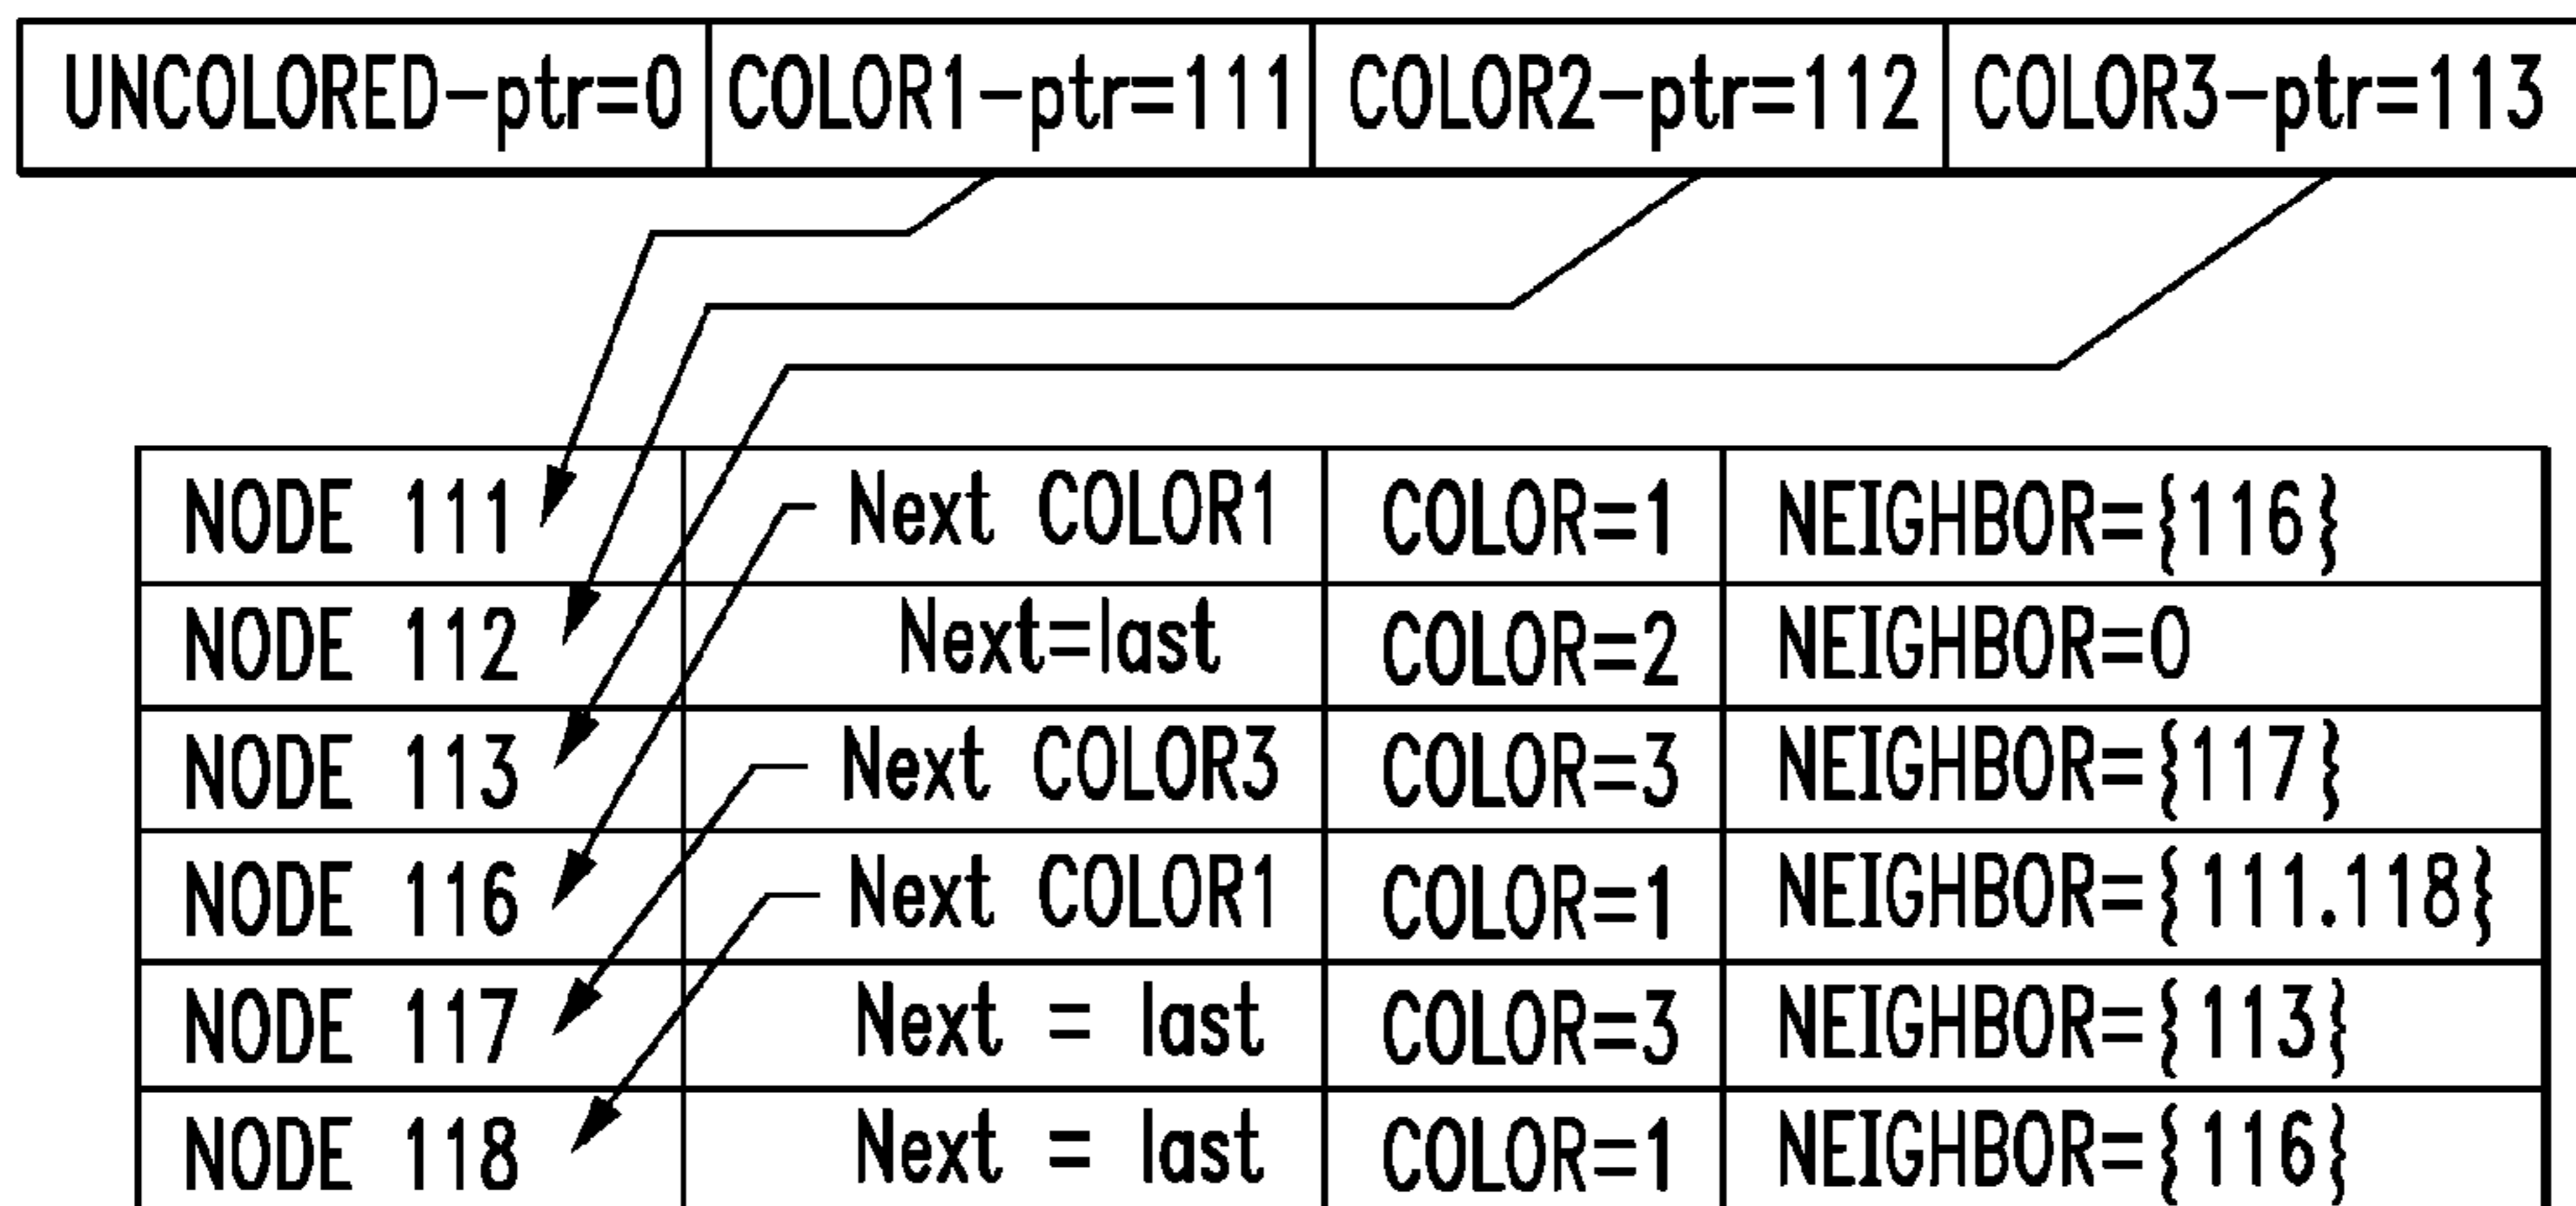 UNCOLORED-ptr=0 COLOR1-ptr=111 COLOR2-ptr=112 COLOR3-ptr=113
NODE 111 Next COLOR1 COLOR=1 NEIGHBOR={116}
NODE 112 Next=last COLOR=2 NEIGHBOR=0
NODE 113 Next COLOR3 COLOR=3 NEIGHBOR={117}
NODE 116 Next COLOR1 COLOR=1 NEIGHBOR={111.118}
NODE 117 Next = last COLOR=3 NEIGHBOR={113}
NODE 118 Next = last COLOR=1 NEIGHBOR={116}